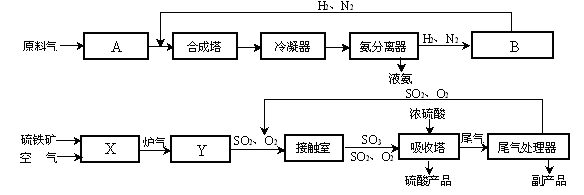 H₂、N₂
原料气 A 合成塔 冷凝器 氨分离器 H₂、N₂ B
液氨
SO₂、O₂
浓硫酸
硫铁矿 空 气 X 炉气 Y SO₂、O₂ 接触室 SO₃ SO₂、O₂ 吸收塔 尾气 尾气处理器
硫酸产品 副产品